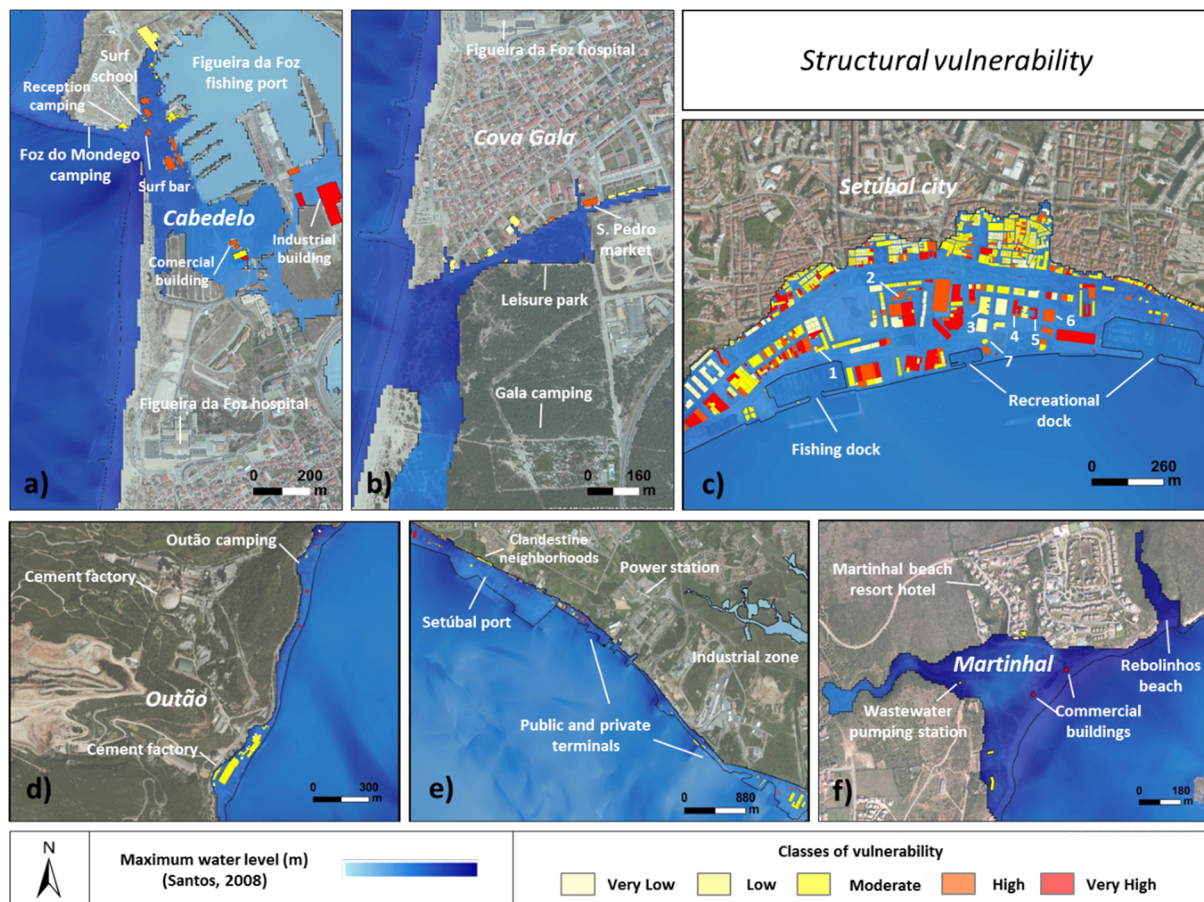 Structural vulnerability
Figueira da Foz
fishing port
Surf
school
Reception
camping
Foz do Mondego
camping
Surf bar
Cabedelo
Industrial
building
Comercial
building
Figueira da Foz hospital
0 200
m
a)
Figueira da Foz hospital
Cova Gala
S. Pedro
market
Leisure park
Gala camping
0 160
m
b)
Setúbal city
2
3
4
5
6
7
1
Recreational
dock
Fishing dock
0 260
m
c)
Outão camping
Cement factory
Outão
Cement factory
0 300
m
d)
Clandestine
neighborhoods
Power station
Setúbal port
Industrial zone
Public and private
terminals
0 880
m
e)
Martinhal beach
resort hotel
Martinhal
Rebolinhos
beach
Wastewater
pumping station
Commercial
buildings
0 180
m
f)
N
Maximum water level (m)
(Santos, 2008)
Classes of vulnerability
Very Low
Low
Moderate
High
Very High